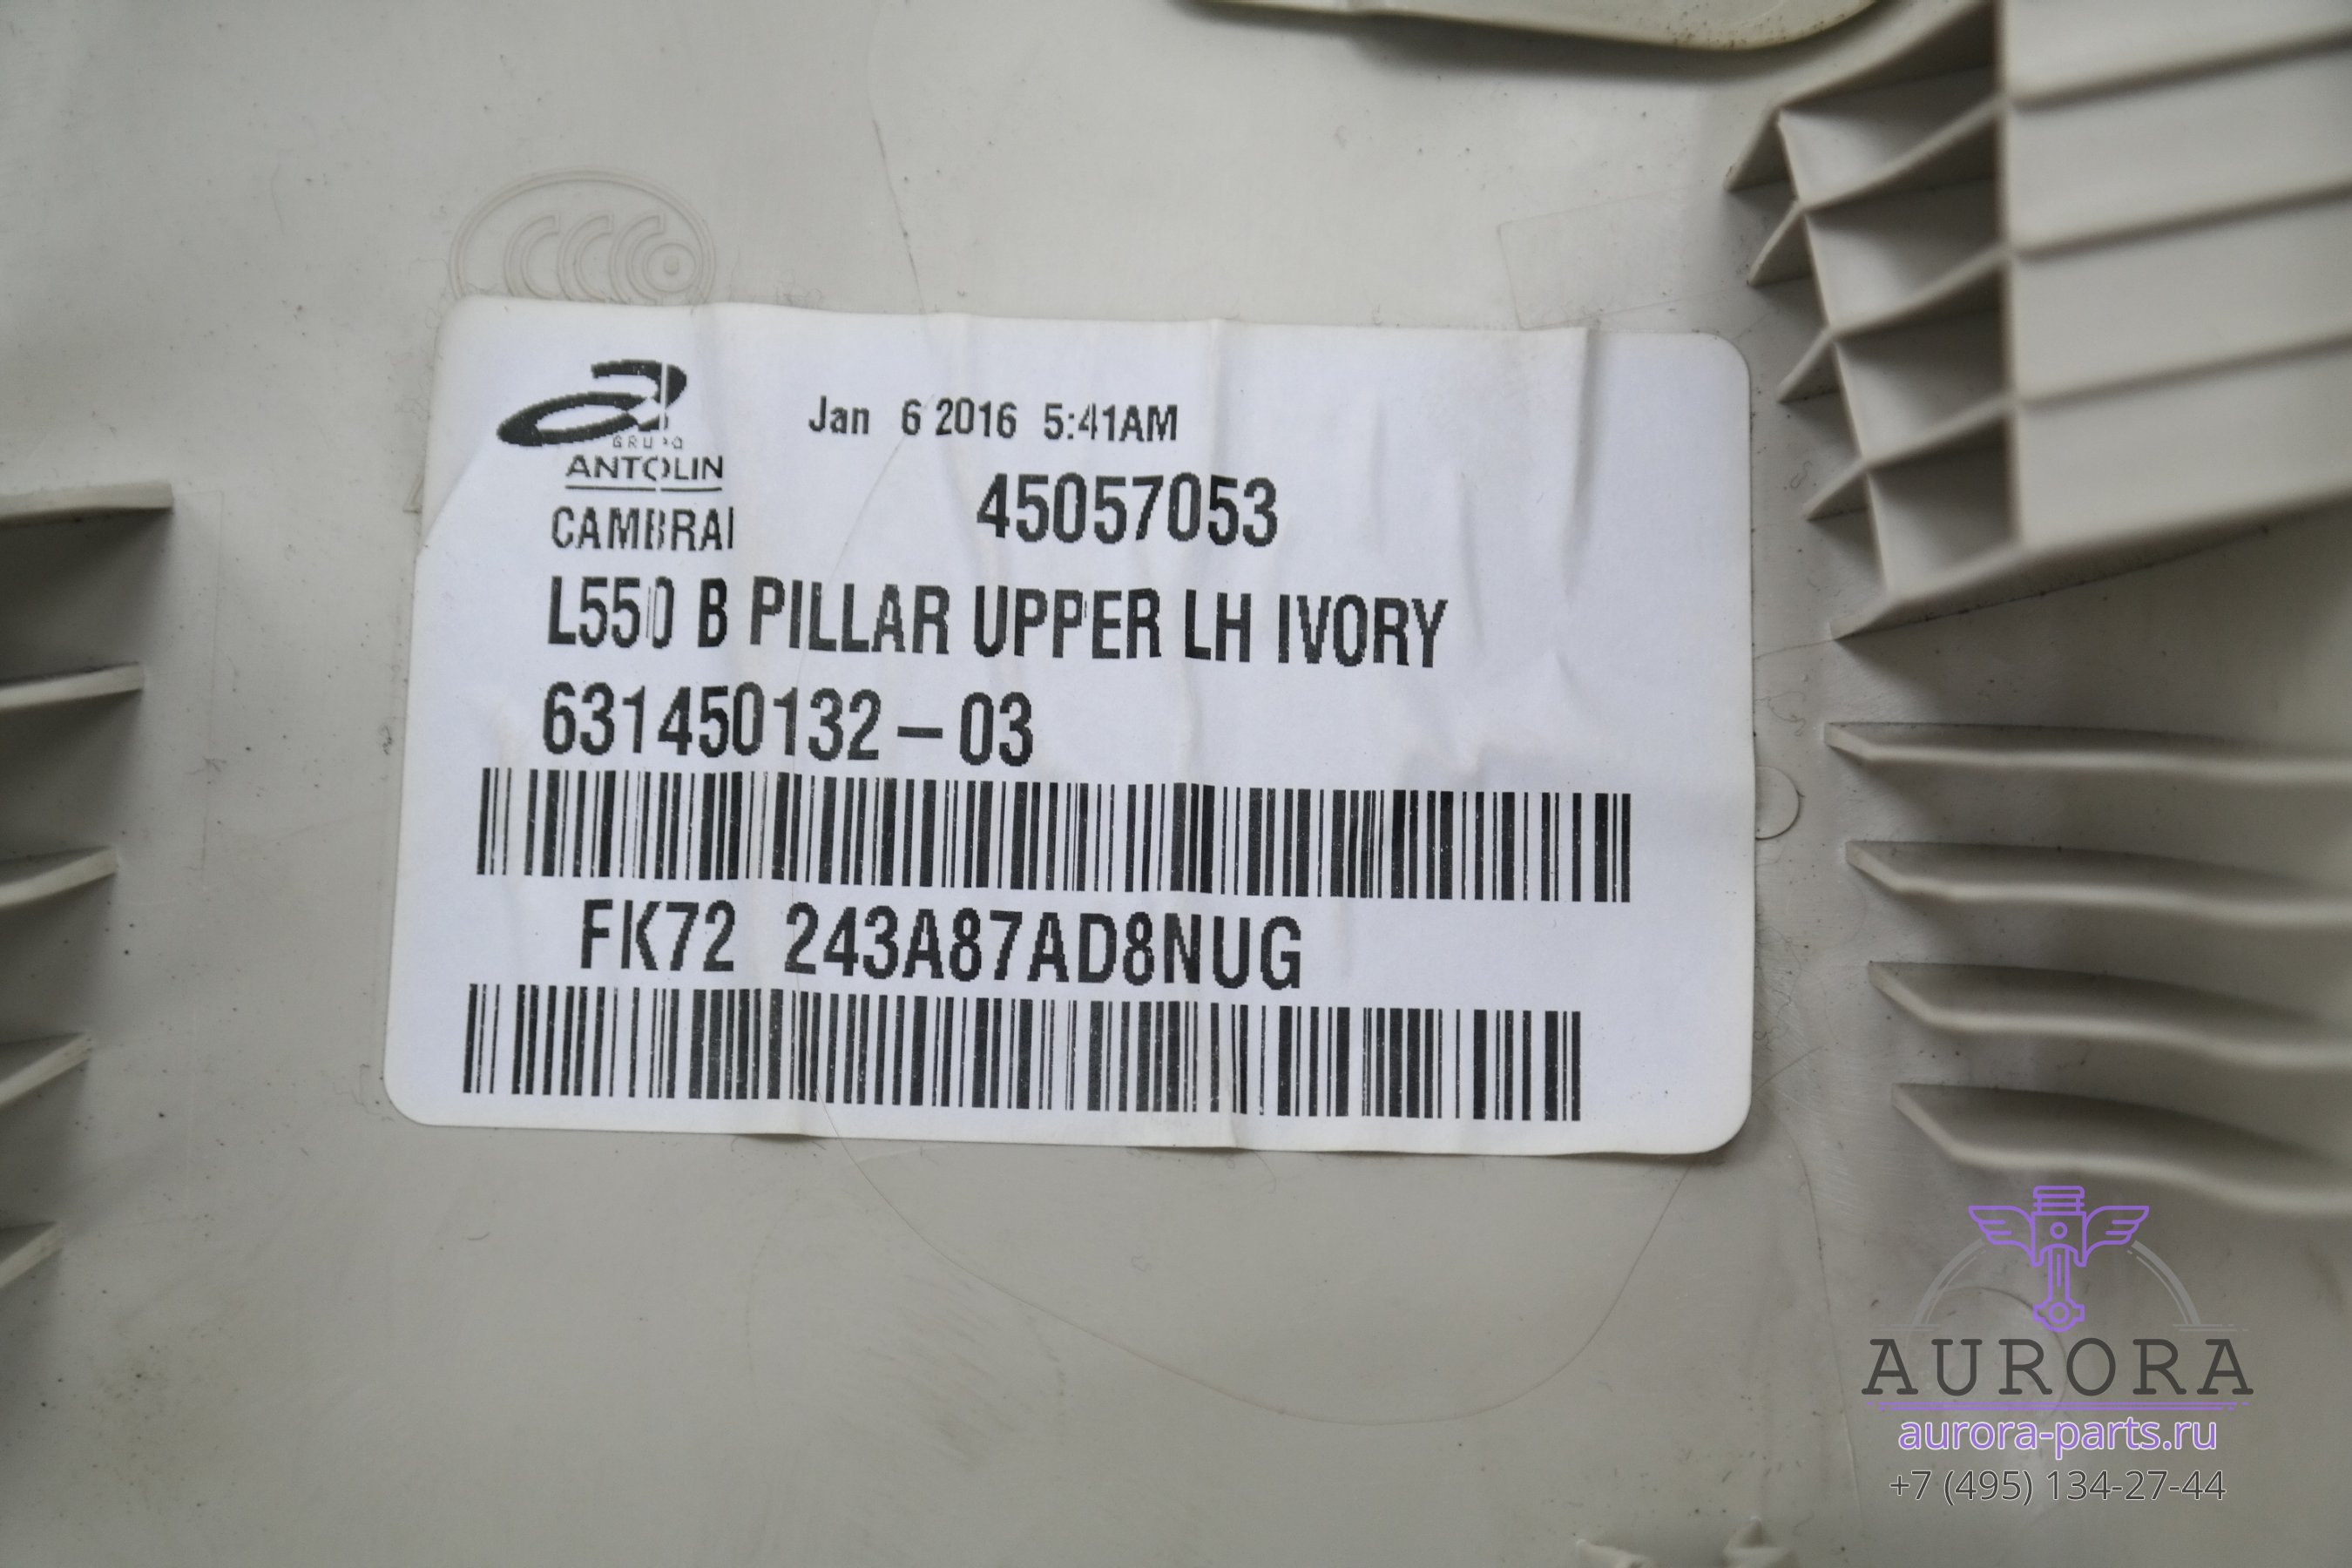 CCC
GRUPO
ANTOLIN
Jan 6 2016 5:41AM
CAMBRAI
45057053
L550 B PILLAR UPPER LH IVORY
631450132-03
FK72 243A87AD8NUG
AURORA
aurora-parts.ru
+7 (495) 134-27-44